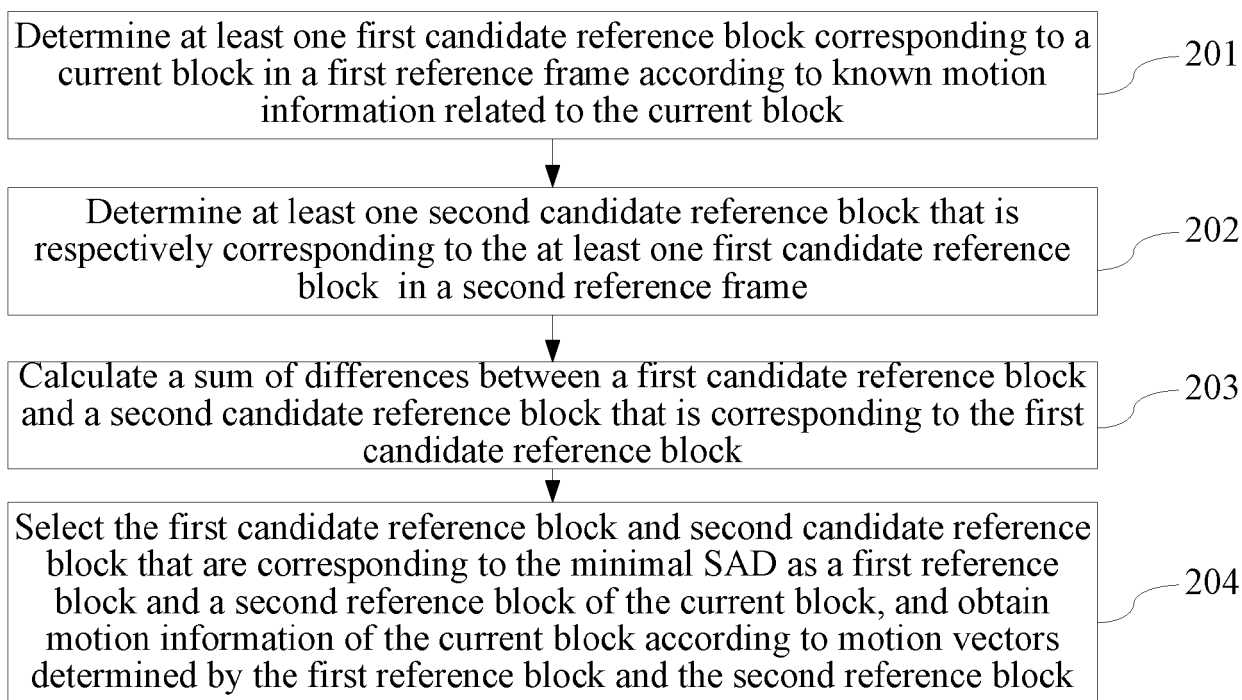 Determine at least one first candidate reference block corresponding to a
current block in a first reference frame according to known motion
information related to the current block
201
Determine at least one second candidate reference block that is
respectively corresponding to the at least one first candidate reference
block in a second reference frame
202
Calculate a sum of differences between a first candidate reference block
and a second candidate reference block that is corresponding to the first
candidate reference block
203
Select the first candidate reference block and second candidate reference
block that are corresponding to the minimal SAD as a first reference
block and a second reference block of the current block, and obtain
motion information of the current block according to motion vectors
determined by the first reference block and the second reference block
204